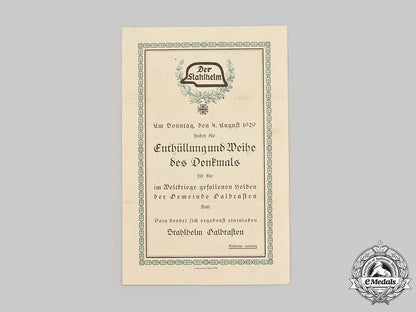 Der
Stahlhelm
Am Sonntag, den 4. August 1929
findet die
Enthüllung und Weihe
des Denkmals
für die
im Weltkriege gefallenen Helden
der Gemeinde Galbrasten
statt
Dazu beehrt sich ergebenst einzuladen
Stahlhelm Galbrasten
eMedals